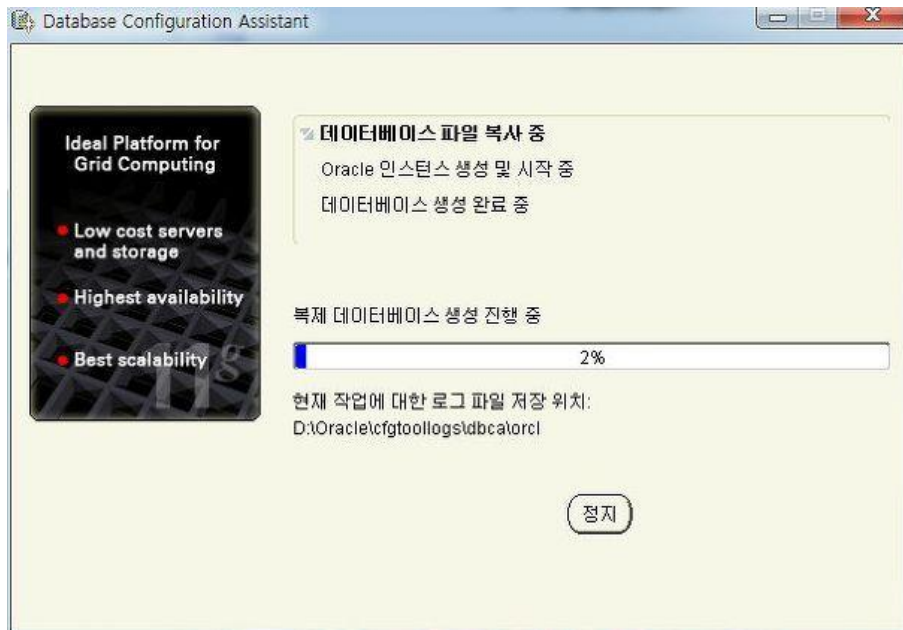 Database Configuration Assistant
Ideal Platform for
Grid Computing
Low cost servers
and storage
Highest availability
Best scalability
11g
데이터베이스 파일 복사 중
Oracle 인스턴스 생성 및 시작 중
데이터베이스 생성 완료 중
복제 데이터베이스 생성 진행 중
2%
현재 작업에 대한 로그 파일 저장 위치:
D:\Oracle\cfgtoollogs\dbca\orcl
정지